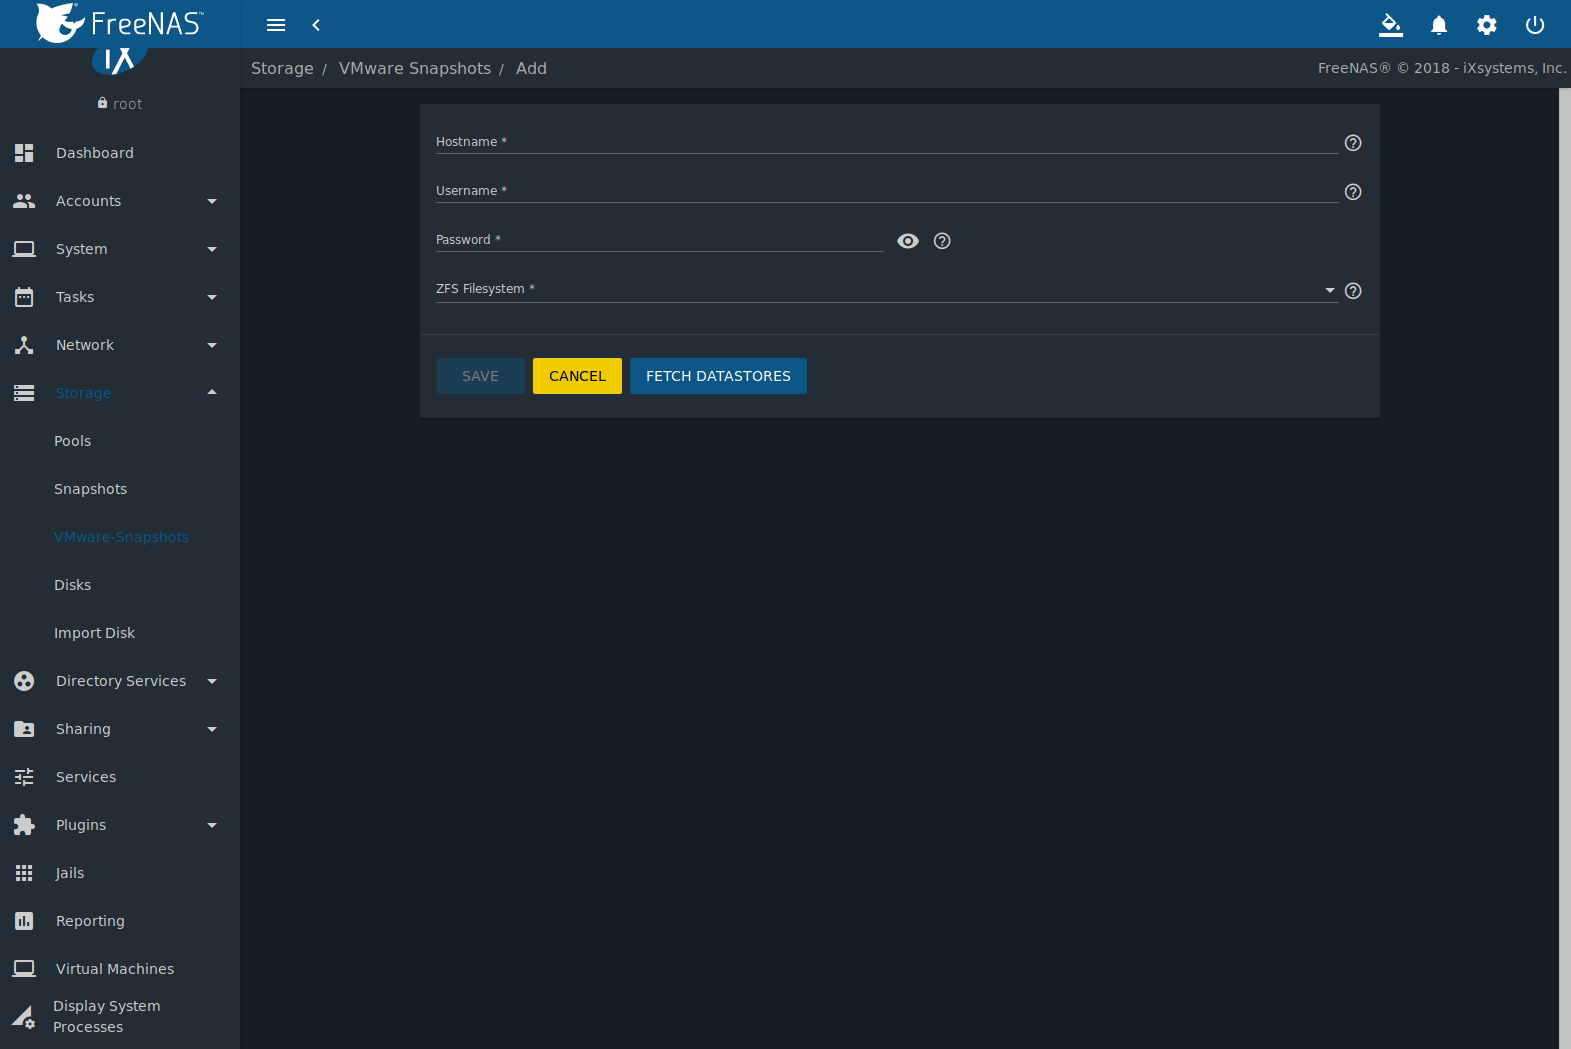 FreeNAS™
Storage / VMware Snapshots / Add
FreeNAS® © 2018 - iXsystems, Inc.
iX
root
Dashboard
Accounts
System
Tasks
Network
Storage
Pools
Snapshots
VMware-Snapshots
Disks
Import Disk
Directory Services
Sharing
Services
Plugins
Jails
Reporting
Virtual Machines
Display System
Processes
Hostname *
Username *
Password *
ZFS Filesystem *
SAVE CANCEL FETCH DATASTORES